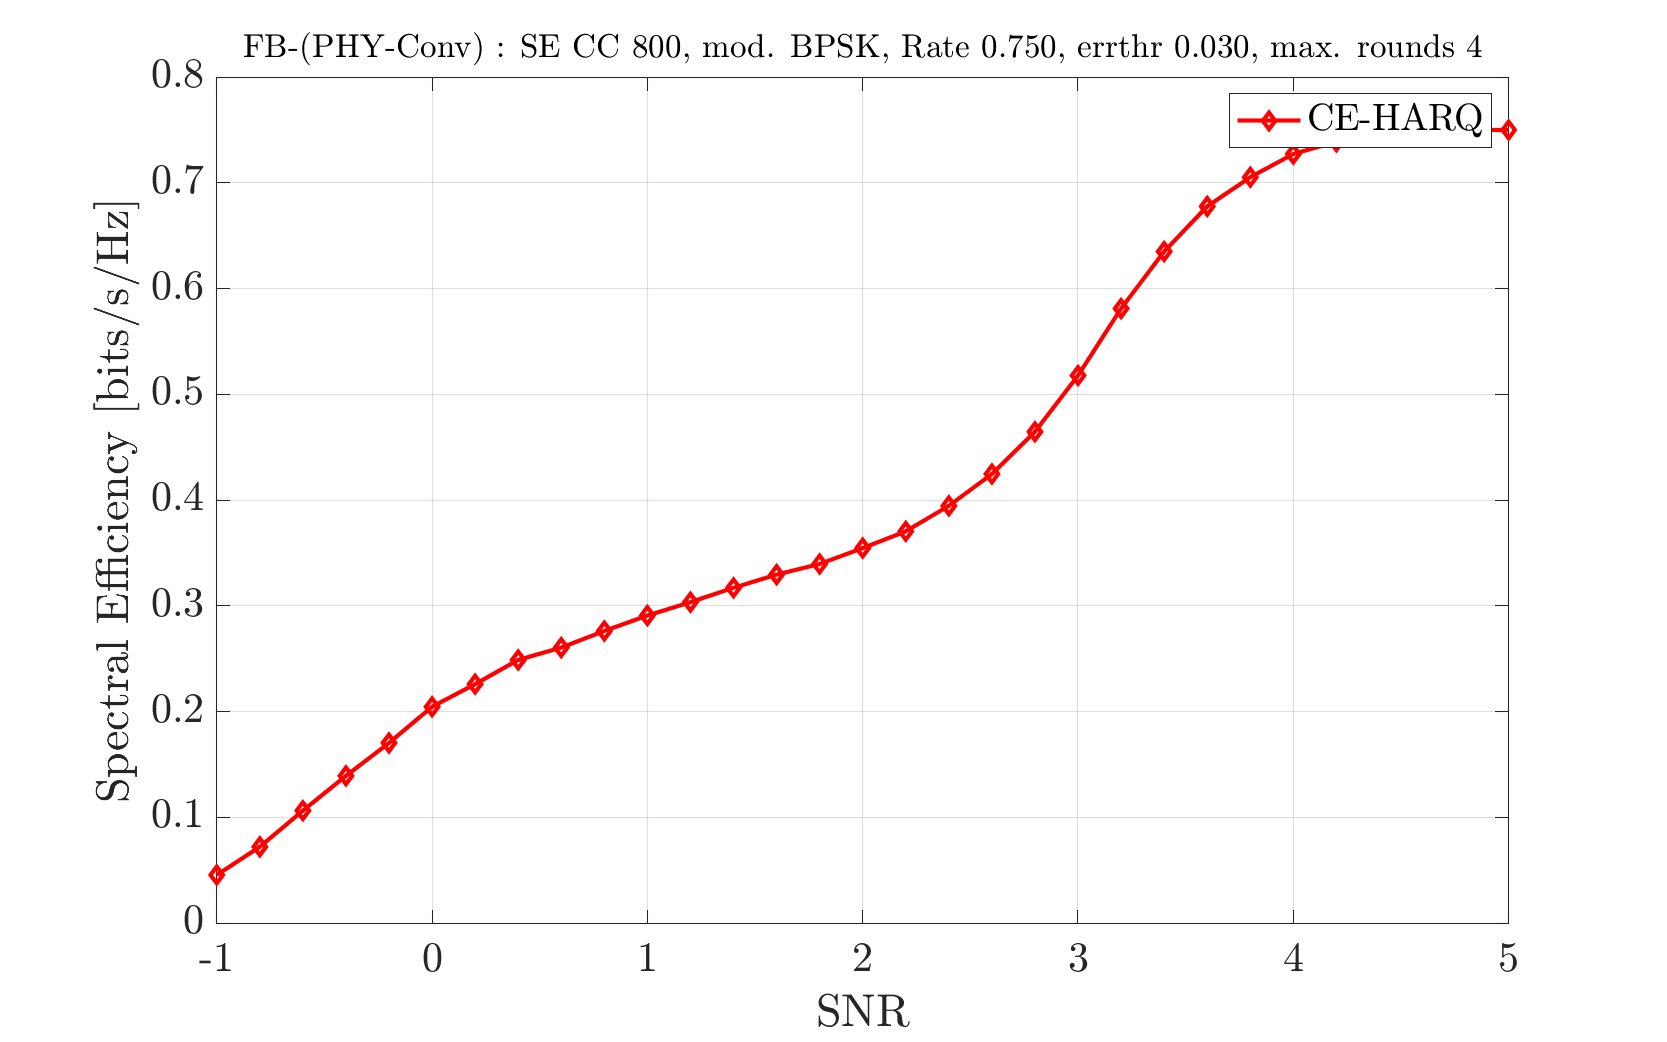 FB-(PHY-Conv) : SE CC 800, mod. BPSK, Rate 0.750, errthr 0.030, max. rounds 4
CE-HARQ
Spectral Efficiency [bits/s/Hz]
0.8
0.7
0.6
0.5
0.4
0.3
0.2
0.1
0
-1 0 1 2 3 4 5
SNR